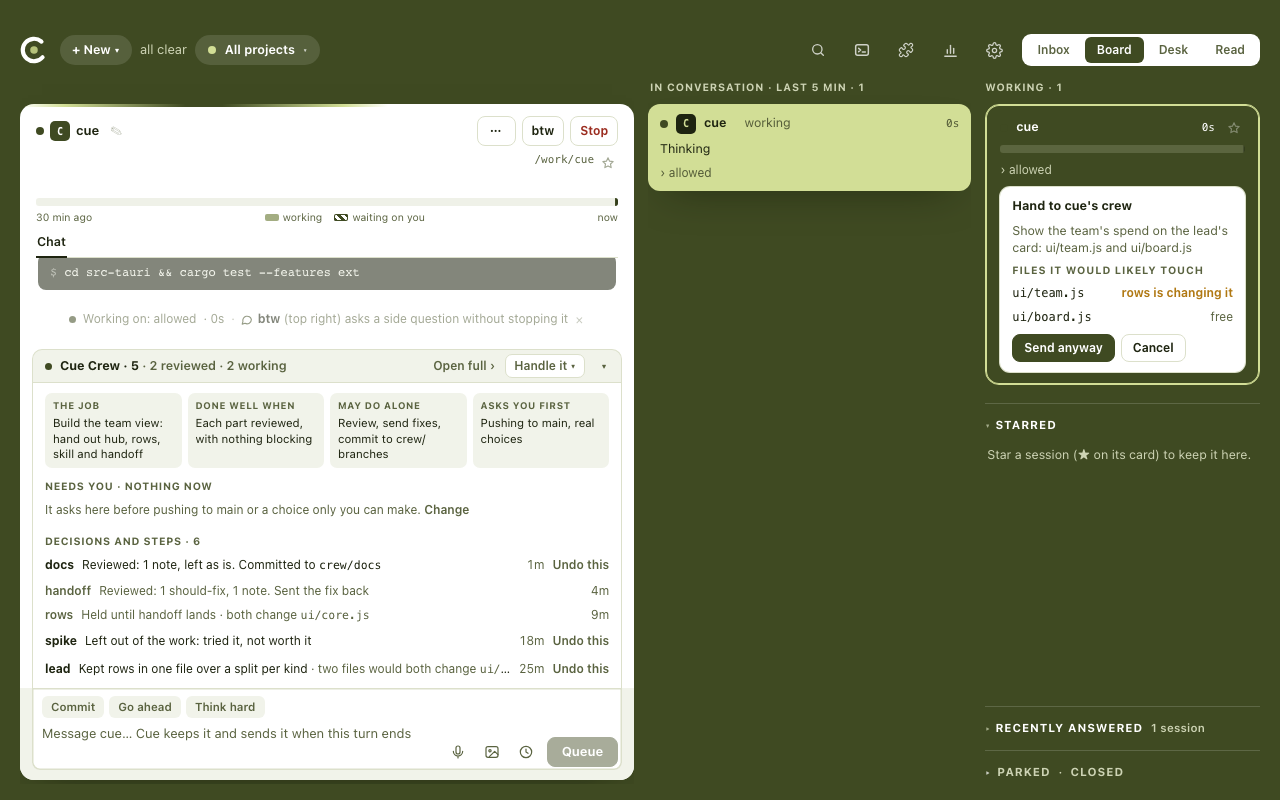 + New ▾
all clear
All projects
Inbox
Board
Desk
Read
C cue
···
btw
Stop
/work/cue
30 min ago
working
waiting on you
now
Chat
$ cd src-tauri && cargo test --features ext
Working on: allowed · 0s · btw (top right) asks a side question without stopping it ×
Cue Crew · 5 · 2 reviewed · 2 working
Open full ›
Handle it ▾
THE JOB
Build the team view:
hand out hub, rows,
skill and handoff
DONE WELL WHEN
Each part reviewed,
with nothing blocking
MAY DO ALONE
Review, send fixes,
commit to crew/
branches
ASKS YOU FIRST
Pushing to main, real
choices
NEEDS YOU · NOTHING NOW
It asks here before pushing to main or a choice only you can make. Change
DECISIONS AND STEPS · 6
docs Reviewed: 1 note, left as is. Committed to crew/docs 1m Undo this
handoff Reviewed: 1 should-fix, 1 note. Sent the fix back 4m
rows Held until handoff lands · both change ui/core.js 9m
spike Left out of the work: tried it, not worth it 18m Undo this
lead Kept rows in one file over a split per kind · two files would both change ui/… 25m Undo this
Commit
Go ahead
Think hard
Message cue… Cue keeps it and sends it when this turn ends
Queue
IN CONVERSATION · LAST 5 MIN · 1
C cue working 0s
Thinking
› allowed
WORKING · 1
cue 0s
› allowed
Hand to cue's crew
Show the team's spend on the lead's
card: ui/team.js and ui/board.js
FILES IT WOULD LIKELY TOUCH
ui/team.js rows is changing it
ui/board.js free
Send anyway
Cancel
STARRED
Star a session (★ on its card) to keep it here.
RECENTLY ANSWERED 1 session
PARKED · CLOSED